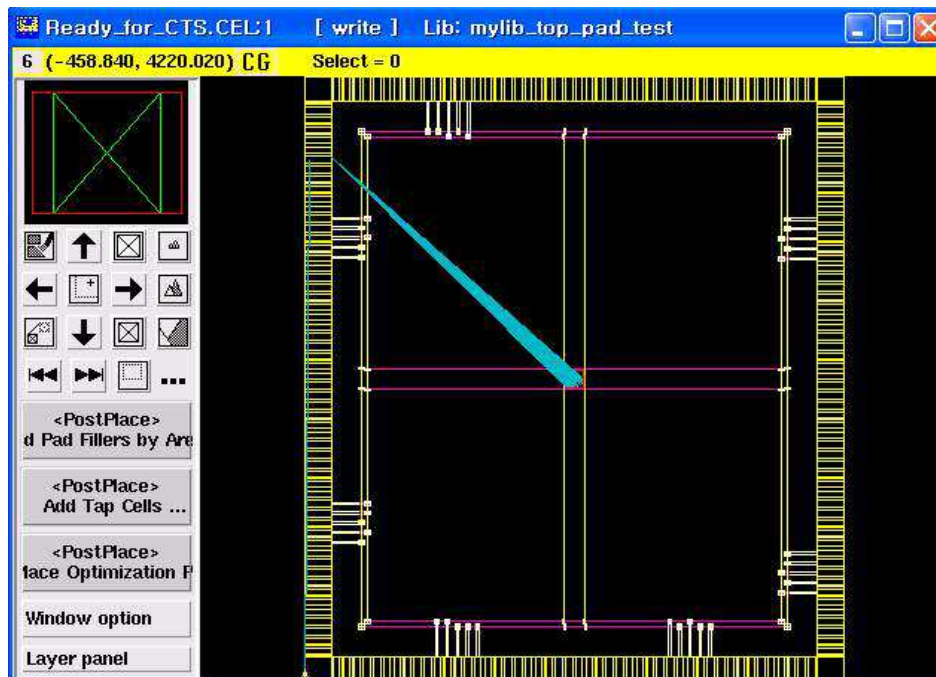 Ready_for_CTS.CEL;1 [ write ] Lib: mylib_top_pad_test
6 (-458.840, 4220.020) CG Select = 0
<PostPlace>
d Pad Fillers by Are
<PostPlace>
Add Tap Cells ...
<PostPlace>
lace Optimization P
...
Window option
Layer panel